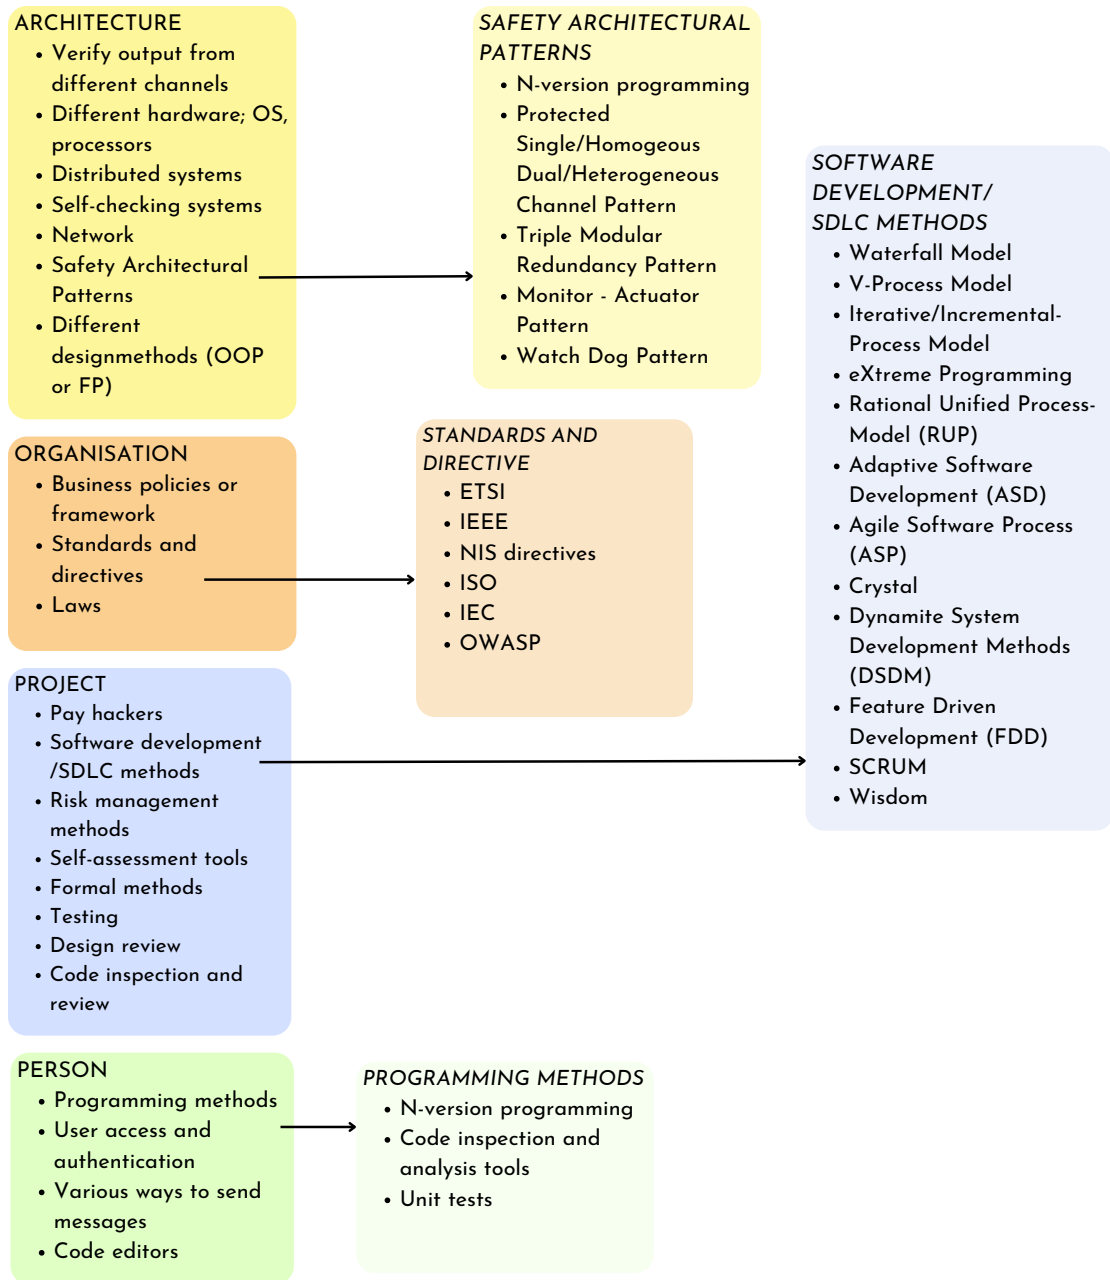 ARCHITECTURE
• Verify output from
different channels
• Different hardware; OS,
processors
• Distributed systems
• Self-checking systems
• Network
• Safety Architectural
Patterns
• Different
designmethods (OOP
or FP)
SAFETY ARCHITECTURAL
PATTERNS
• N-version programming
• Protected
Single/Homogeous
Dual/Heterogeneous
Channel Pattern
• Triple Modular
Redundancy Pattern
• Monitor - Actuator
Pattern
• Watch Dog Pattern
ORGANISATION
• Business policies or
framework
• Standards and
directives
• Laws
STANDARDS AND
DIRECTIVE
• ETSI
• IEEE
• NIS directives
• ISO
• IEC
• OWASP
PROJECT
• Pay hackers
• Software development
/SDLC methods
• Risk management
methods
• Self-assessment tools
• Formal methods
• Testing
• Design review
• Code inspection and
review
SOFTWARE
DEVELOPMENT/
SDLC METHODS
• Waterfall Model
• V-Process Model
• Iterative/Incremental-
Process Model
• eXtreme Programming
• Rational Unified Process-
Model (RUP)
• Adaptive Software
Development (ASD)
• Agile Software Process
(ASP)
• Crystal
• Dynamite System
Development Methods
(DSDM)
• Feature Driven
Development (FDD)
• SCRUM
• Wisdom
PERSON
• Programming methods
• User access and
authentication
• Various ways to send
messages
• Code editors
PROGRAMMING METHODS
• N-version programming
• Code inspection and
analysis tools
• Unit tests